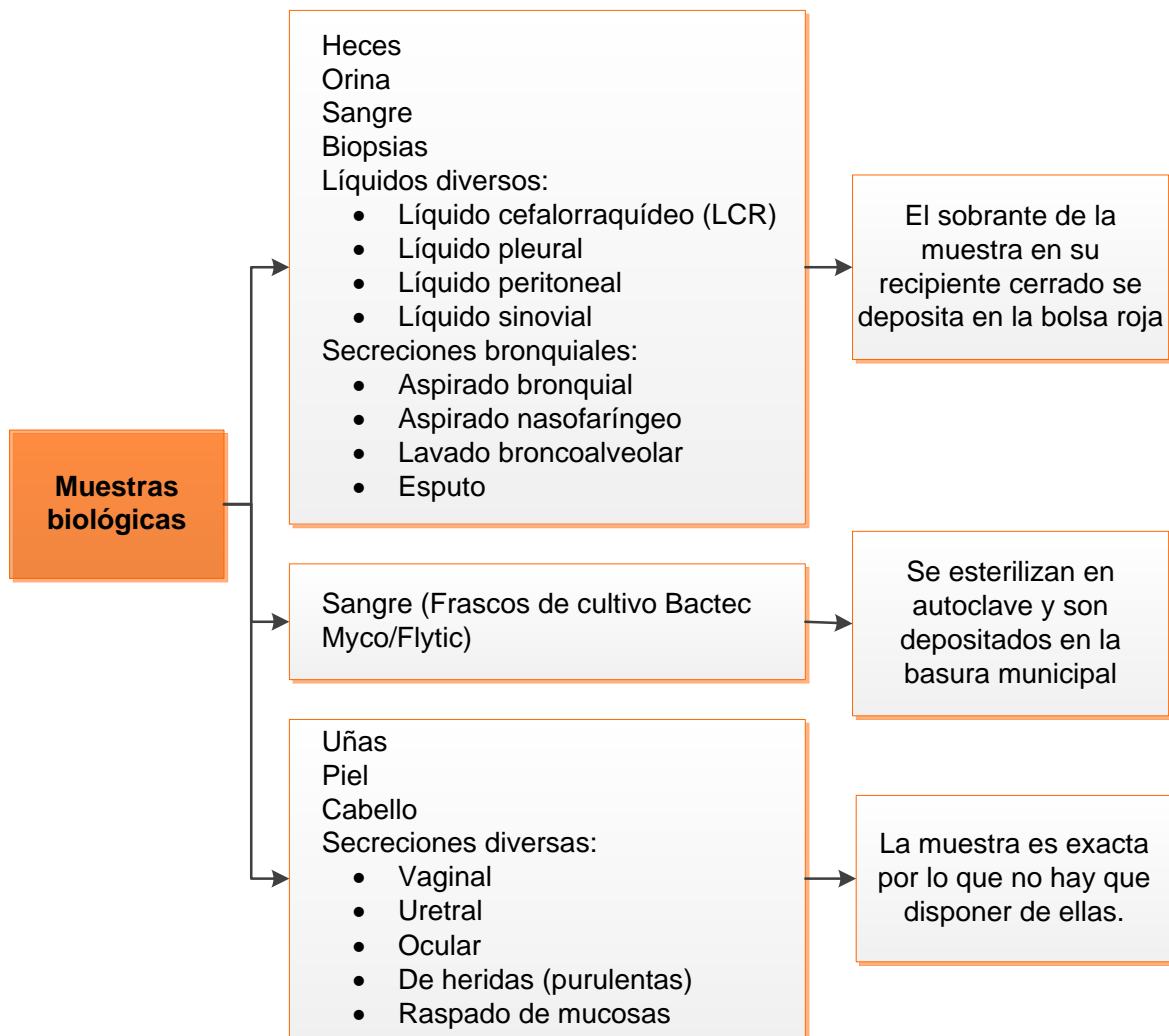 Muestras
biológicas
Heces
Orina
Sangre
Biopsias
Líquidos diversos:
• Líquido cefalorraquídeo (LCR)
• Líquido pleural
• Líquido peritoneal
• Líquido sinovial
Secreciones bronquiales:
• Aspirado bronquial
• Aspirado nasofaríngeo
• Lavado broncoalveolar
• Esputo
El sobrante de la
muestra en su
recipiente cerrado se
deposita en la bolsa roja
Sangre (Frascos de cultivo Bactec
Myco/Flytic)
Se esterilizan en
autoclave y son
depositados en la
basura municipal
Uñas
Piel
Cabello
Secreciones diversas:
• Vaginal
• Uretral
• Ocular
• De heridas (purulentas)
• Raspado de mucosas
La muestra es exacta
por lo que no hay que
disponer de ellas.